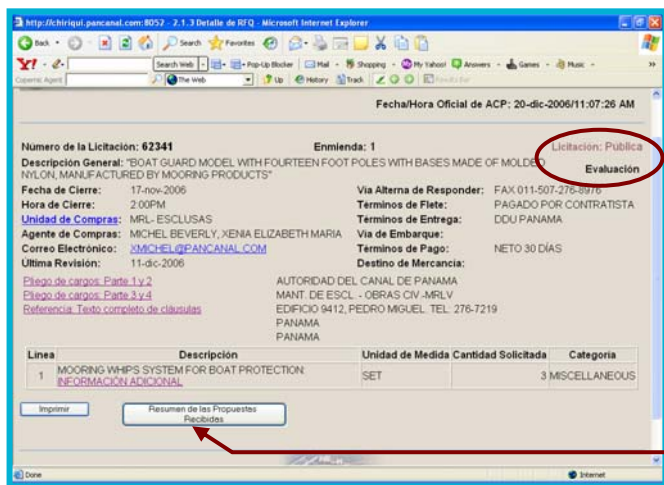 http://chiriqui.pancanal.com:8052 - 2.1.3 Detalle de RFQ - Microsoft Internet Explorer
Back Search Favorites
Search Web Pop-Up Blocker Mail Shopping My Yahoo! Answers Games Music
Copernic Agent The Web Up History Track
Fecha/Hora Oficial de ACP: 20-dic-2006/11:07:26 AM
Número de la Licitación: 62341 Enmienda: 1 Licitación: Pública
Descripción General: "BOAT GUARD MODEL WITH FOURTEEN FOOT POLES WITH BASES MADE OF MOLDED
NYLON, MANUFACTURED BY MOORING PRODUCTS"
Evaluación
Fecha de Cierre: 17-nov-2006 Via Alterna de Responder: FAX 011-507-276-8976
Hora de Cierre: 2:00PM Términos de Flete: PAGADO POR CONTRATISTA
Unidad de Compras: MRL- ESCLUSAS Términos de Entrega: DDU PANAMA
Agente de Compras: MICHEL BEVERLY, XENIA ELIZABETH MARIA Via de Embarque:
Correo Electrónico: XMICHEL@PANCANAL.COM Términos de Pago: NETO 30 DÍAS
Última Revisión: 11-dic-2006 Destino de Mercancia:
Pliego de cargos: Parte 1 y 2 AUTORIDAD DEL CANAL DE PANAMA
Pliego de cargos: Parte 3 y 4 MANT. DE ESCL. - OBRAS CIV -MRLV
Referencia: Texto completo de cláusulas EDIFICIO 9412, PEDRO MIGUEL. TEL: 276-7219
PANAMA
PANAMA
Linea Descripción Unidad de Medida Cantidad Solicitada Categoría
1 MOORING WHIPS SYSTEM FOR BOAT PROTECTION: SET 3 MISCELLANEOUS
INFORMACIÓN ADICIONAL
Imprimir Resumen de las Propuestas
Recibidas
Done Internet